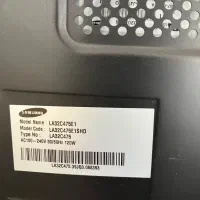 SAMSUNG
Model Name : LA32C475E1
Model Code : LA32C475E1SHD
Type No : LA32C475
AC100~240V 50/60Hz 120W